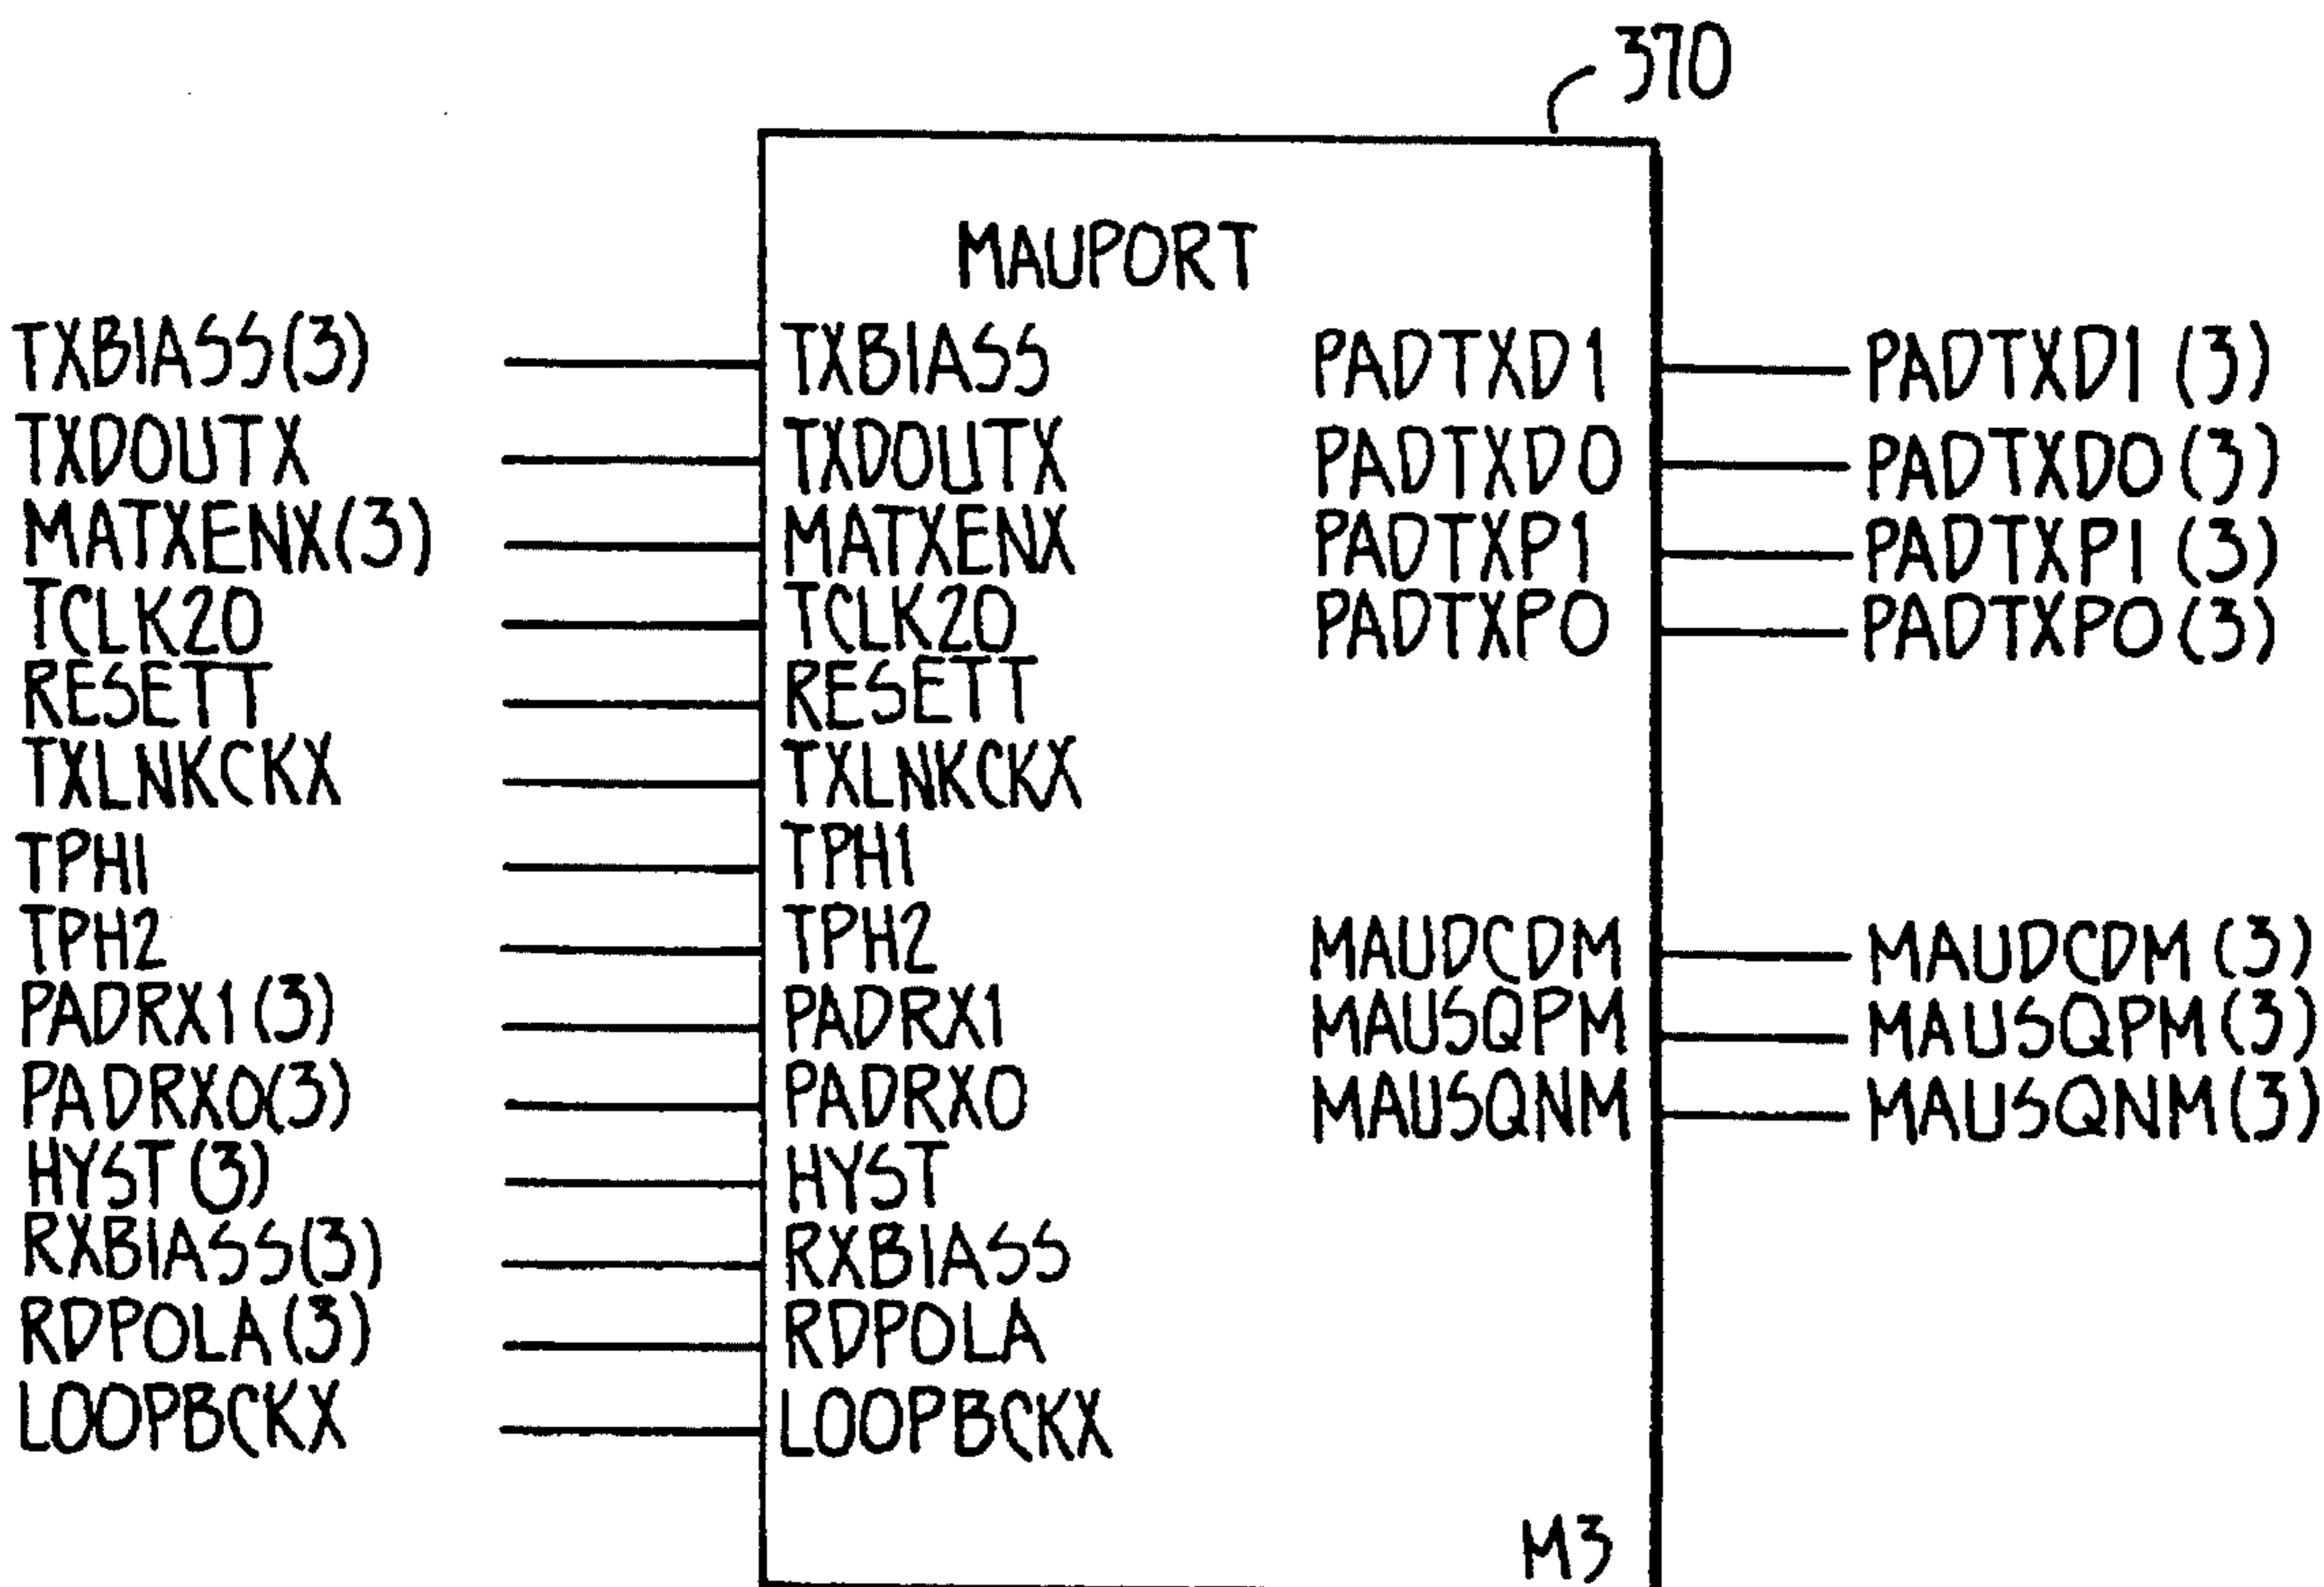 370
MAUPORT
TXBIASS(3) TXBIASS PADTXD1 PADTXD1 (3)
TXDOUTX TXDOUTX PADTXD0 PADTXD0 (3)
MATXENX(3) MATXENX PADTXP1 PADTXP1 (3)
TCLK20 TCLK20 PADTXP0 PADTXP0 (3)
RESETT RESETT
TXLNKCKX TXLNKCKX
TPH1 TPH1
TPH2 TPH2 MAUDCDM MAUDCDM (3)
PADRX1 (3) PADRX1 MAUSQPM MAUSQPM (3)
PADRX0(3) PADRX0 MAUSQNM MAUSQNM (3)
HYST (3) HYST
RXBIASS(3) RXBIASS
RDPOLA (3) RDPOLA
LOOPBCKX LOOPBCKX
M3